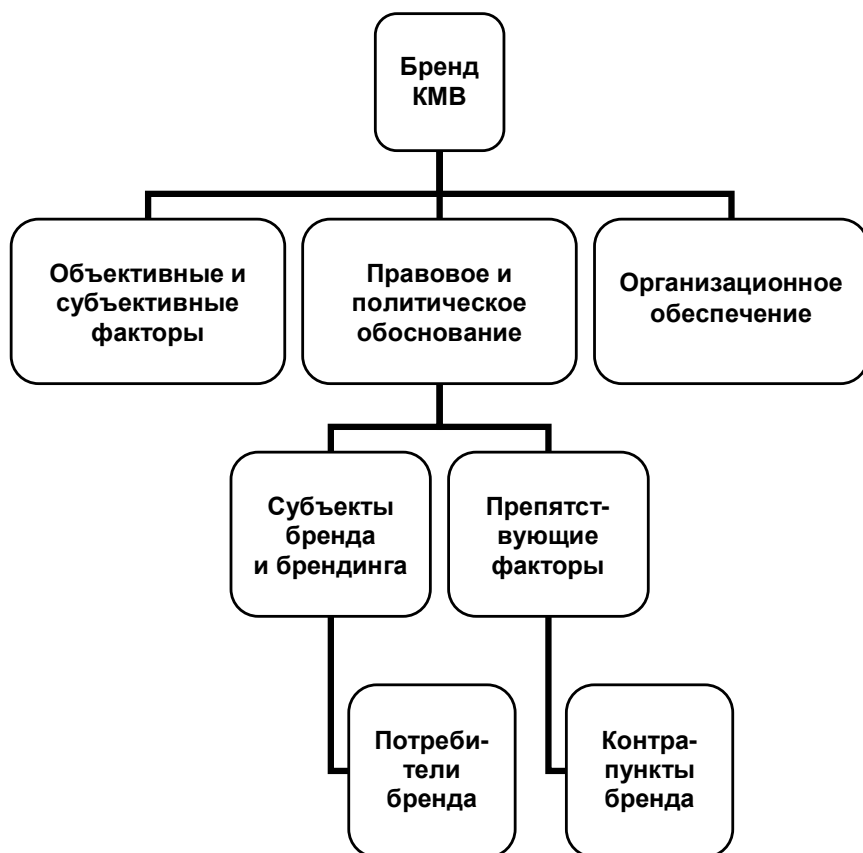 Бренд
КМВ
Объективные и
субъективные
факторы
Правовое и
политическое
обоснование
Организационное
обеспечение
Субъекты
бренда
и брендинга
Препятст-
вующие
факторы
Потреби-
тели
бренда
Контра-
пункты
бренда